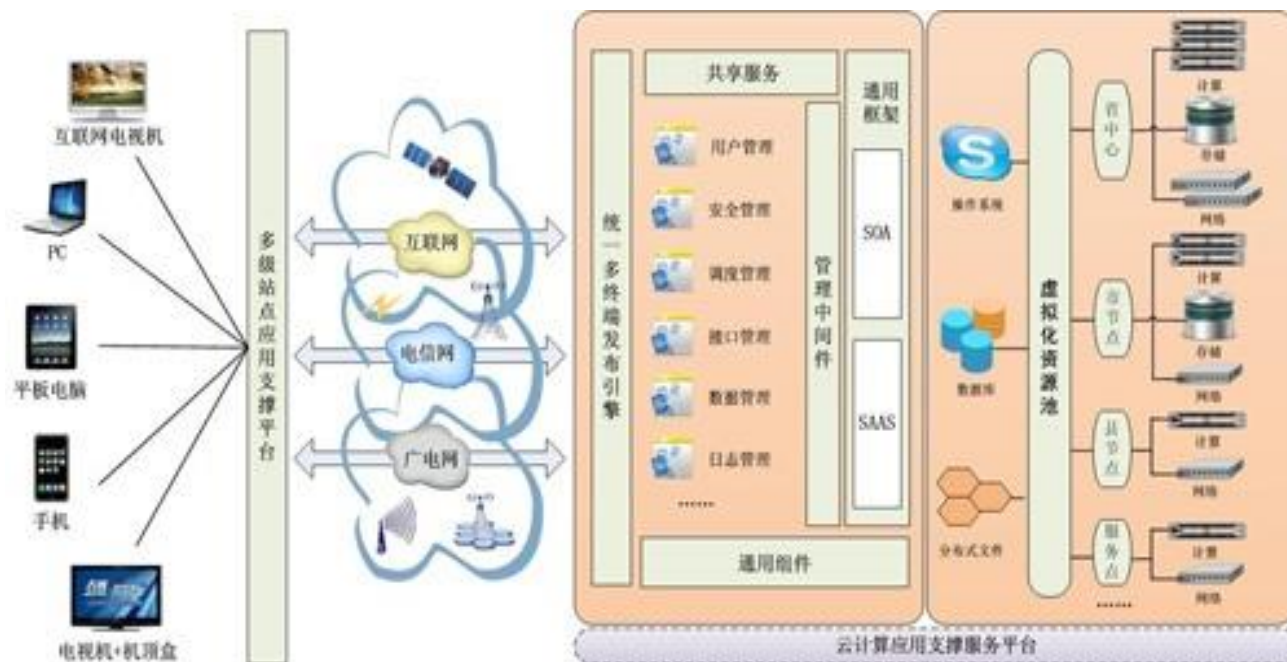 互联网电视机
PC
平板电脑
手机
电视机+机顶盒
多级站点应用支撑平台
互联网
电信网
广电网
统一多终端发布引擎
共享服务
用户管理
安全管理
调度管理
接口管理
数据管理
日志管理
......
管理中间件
通用
框架
SOA
SAAS
通用组件
操作系统
数据库
分布式文件
虚拟化资源池
省中心
计算
存储
网络
市节点
计算
存储
网络
县节点
计算
网络
服务点
计算
网络
......
云计算应用支撑服务平台